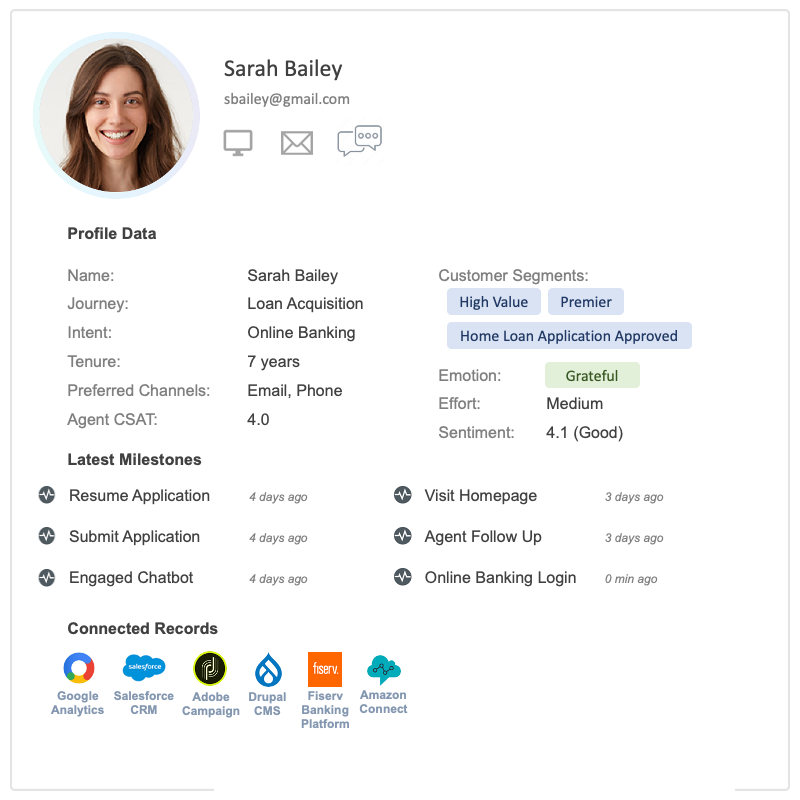 Sarah Bailey
sbailey@gmail.com
Profile Data
Name: Sarah Bailey
Journey: Loan Acquisition
Intent: Online Banking
Tenure: 7 years
Preferred Channels: Email, Phone
Agent CSAT: 4.0
Customer Segments:
High Value Premier
Home Loan Application Approved
Emotion: Grateful
Effort: Medium
Sentiment: 4.1 (Good)
Latest Milestones
Resume Application 4 days ago
Submit Application 4 days ago
Engaged Chatbot 4 days ago
Visit Homepage 3 days ago
Agent Follow Up 3 days ago
Online Banking Login 0 min ago
Connected Records
Google
Analytics
salesforce
Salesforce
CRM
Adobe
Campaign
Drupal
CMS
fiserv.
Fiserv
Banking
Platform
Amazon
Connect